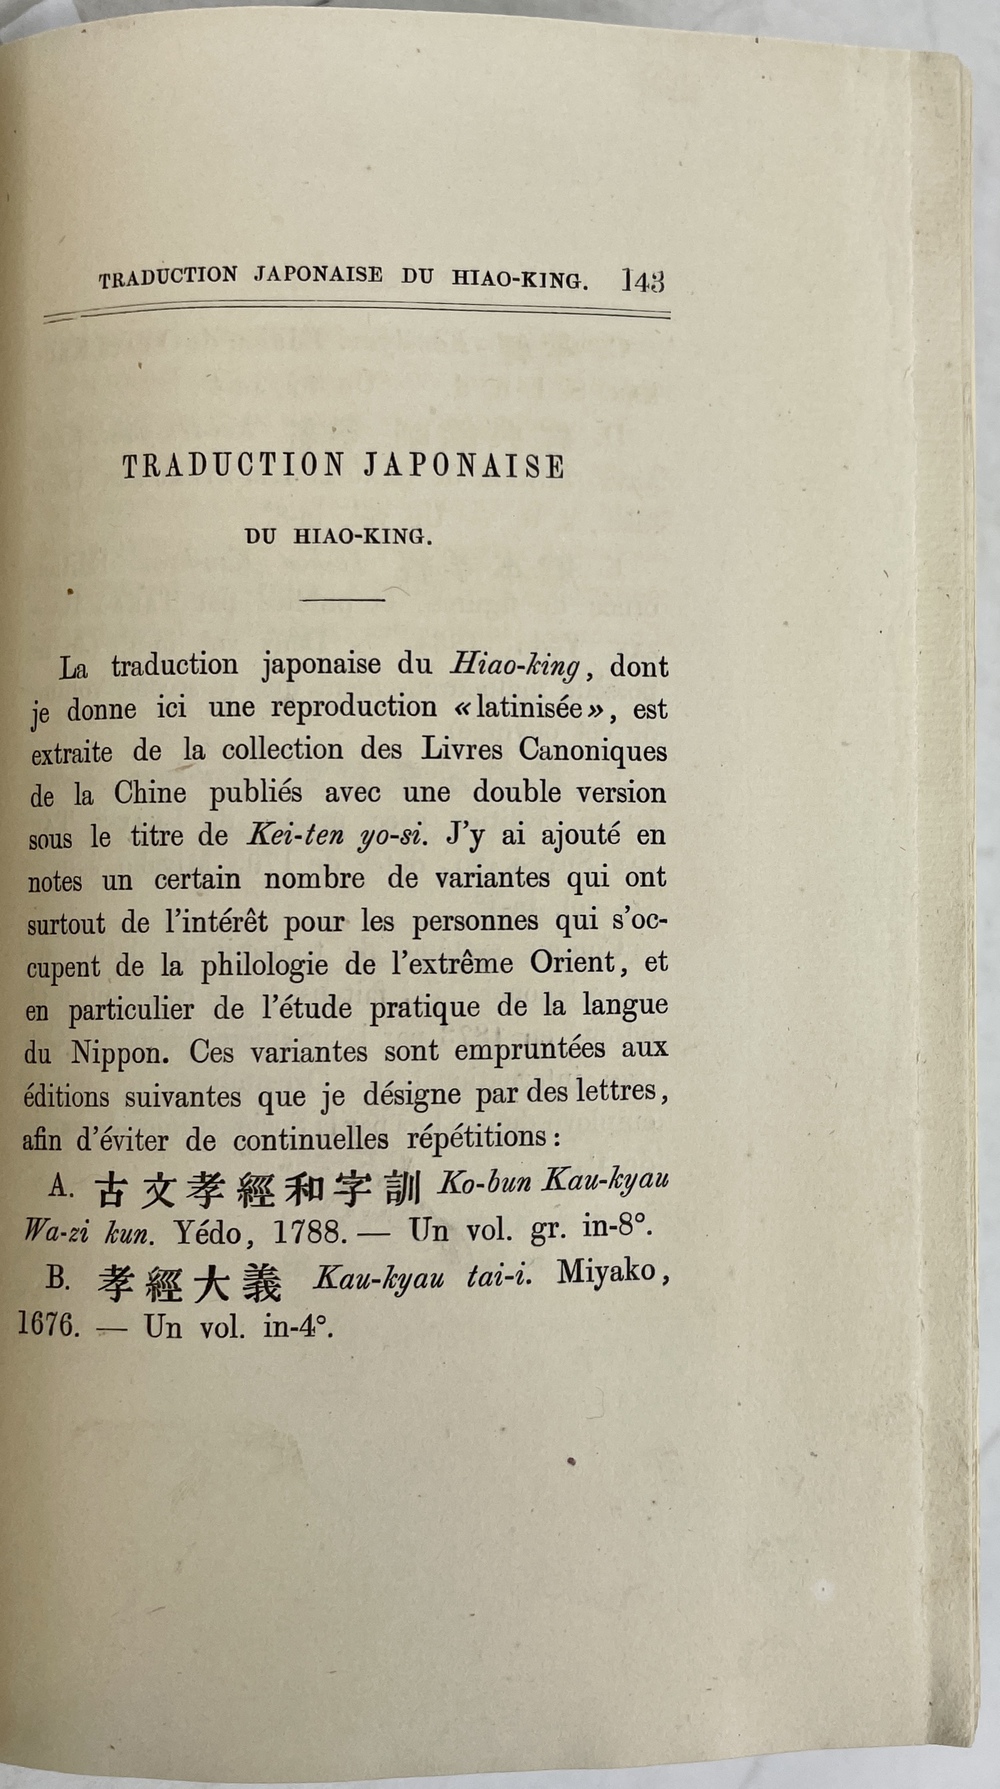 TRADUCTION JAPONAISE DU HIAO-KING. 143
TRADUCTION JAPONAISE
DU HIAO-KING.
La traduction japonaise du Hiao-king, dont
je donne ici une reproduction «latinisée», est
extraite de la collection des Livres Canoniques
de la Chine publiés avec une double version
sous le titre de Kei-ten yo-si. J'y ai ajouté en
notes un certain nombre de variantes qui ont
surtout de l'intérêt pour les personnes qui s'oc-
cupent de la philologie de l'extrême Orient, et
en particulier de l'étude pratique de la langue
du Nippon. Ces variantes sont empruntées aux
éditions suivantes que je désigne par des lettres,
afin d'éviter de continuelles répétitions:
A. 古文孝經和字訓 Ko-bun Kau-kyau
Wa-zi kun. Yédo, 1788. — Un vol. gr. in-8°.
B. 孝經大義 Kau-kyau tai-i. Miyako,
1676. — Un vol. in-4°.